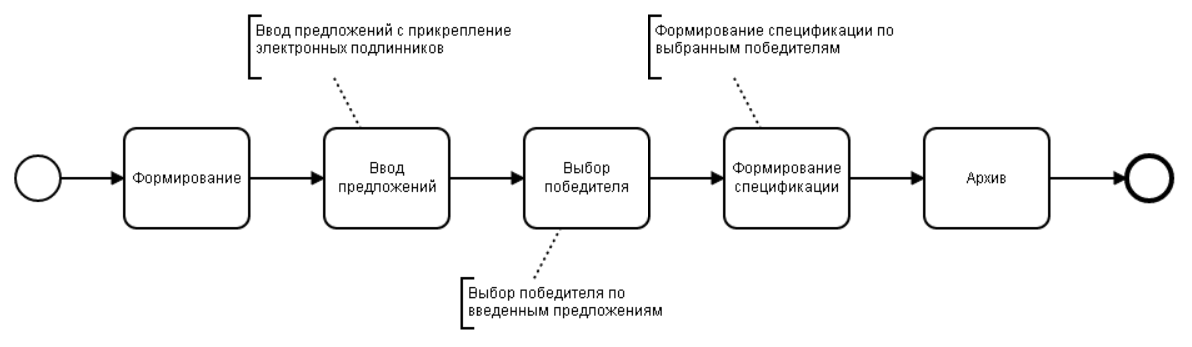 Ввод предложений с прикрепление
электронных подлинников
Формирование спецификации по
выбранным победителям
Формирование
Ввод
предложений
Выбор
победителя
Формирование
спецификации
Архив
Выбор победителя по
введенным предложениям